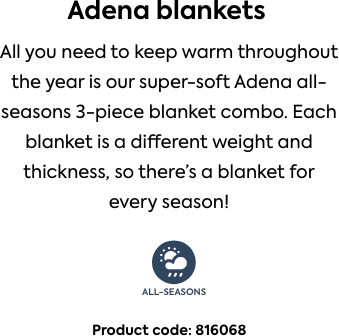 Adena blankets
All you need to keep warm throughout
the year is our super-soft Adena all-
seasons 3-piece blanket combo. Each
blanket is a different weight and
thickness, so there’s a blanket for
every season!
ALL-SEASONS
Product code: 816068